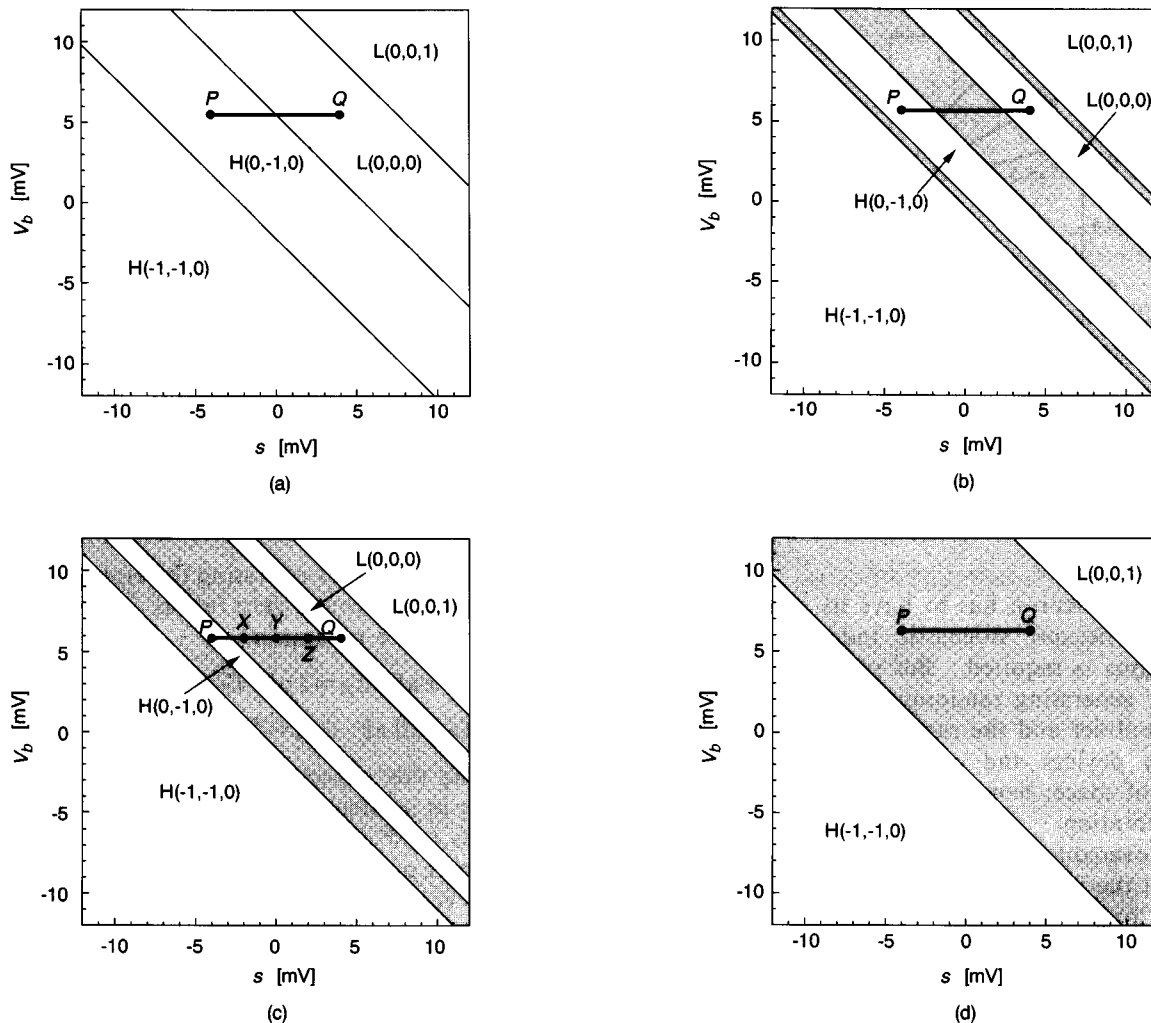 10
5
0
-5
-10
V_b [mV]
L(0,0,1)
P
Q
H(0,-1,0)
L(0,0,0)
H(-1,-1,0)
-10
-5
0
5
10
s [mV]
(a)
10
5
0
-5
-10
V_b [mV]
L(0,0,1)
P
Q
L(0,0,0)
H(0,-1,0)
H(-1,-1,0)
-10
-5
0
5
10
s [mV]
(b)
10
5
0
-5
-10
V_b [mV]
L(0,0,0)
L(0,0,1)
P
X
Y
Z
Q
H(0,-1,0)
H(-1,-1,0)
-10
-5
0
5
10
s [mV]
(c)
10
5
0
-5
-10
V_b [mV]
L(0,0,1)
P
Q
H(-1,-1,0)
-10
-5
0
5
10
s [mV]
(d)